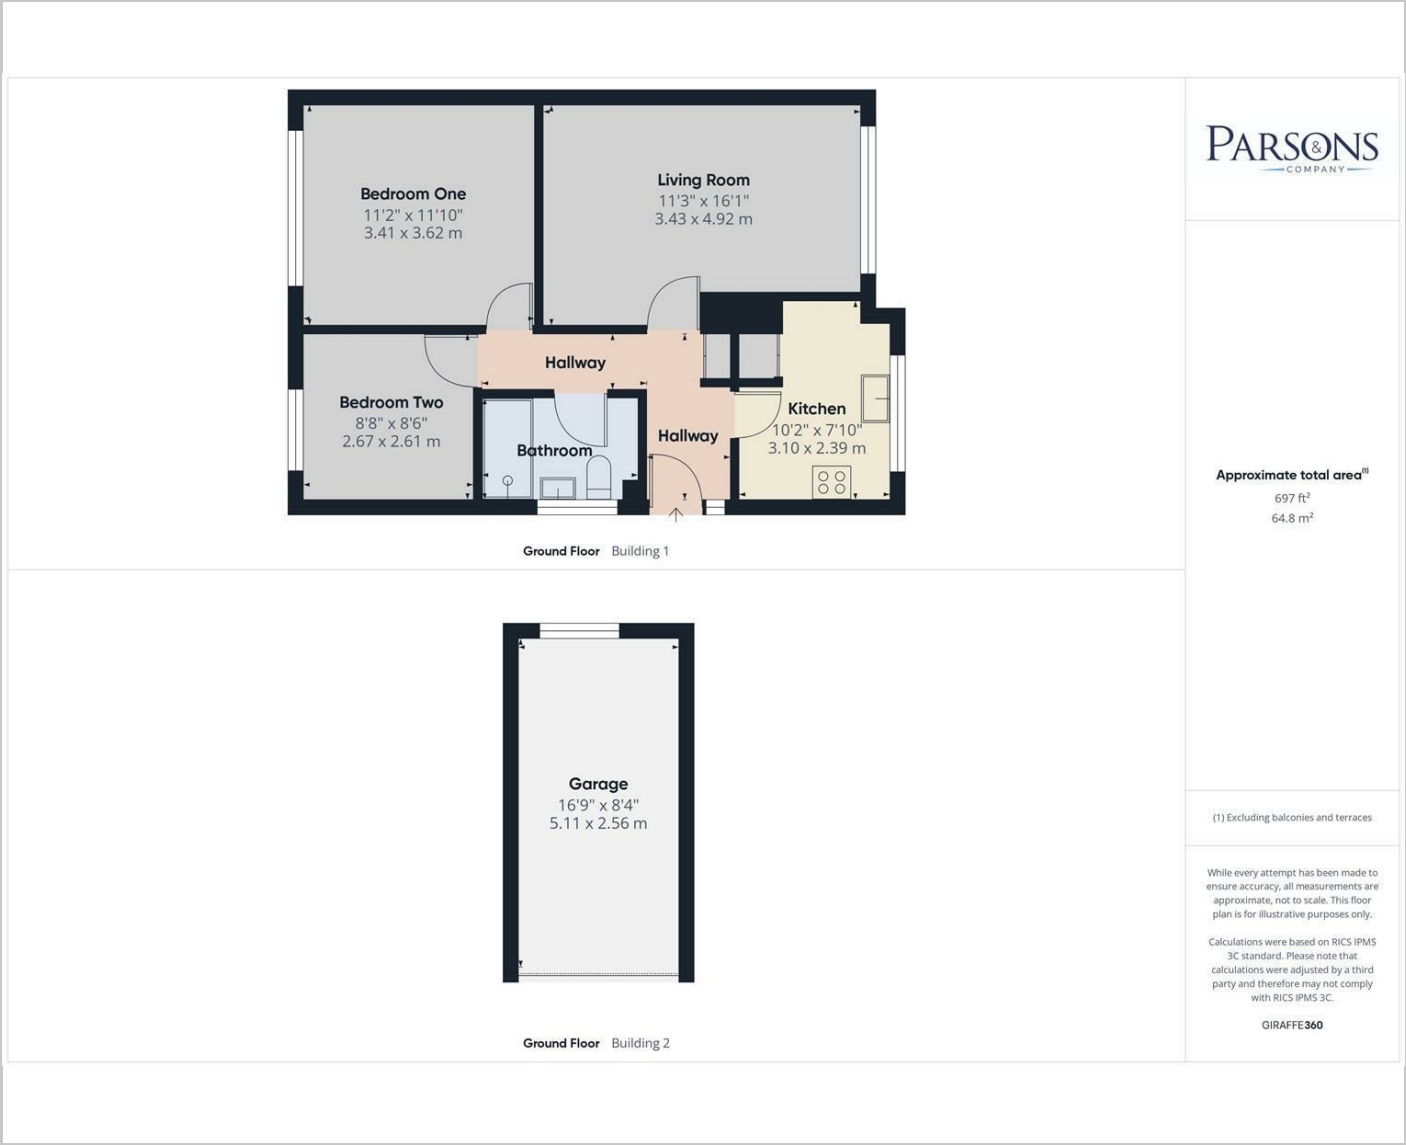 Bedroom One
11'2" x 11'10"
3.41 x 3.62 m
Living Room
11'3" x 16'1"
3.43 x 4.92 m
Hallway
Bedroom Two
8'8" x 8'6"
2.67 x 2.61 m
Bathroom
Hallway
Kitchen
10'2" x 7'10"
3.10 x 2.39 m
Ground Floor Building 1
Garage
16'9" x 8'4"
5.11 x 2.56 m
Ground Floor Building 2
PARSONS
&
COMPANY
Approximate total area⁽¹⁾
697 ft²
64.8 m²
(1) Excluding balconies and terraces
While every attempt has been made to
ensure accuracy, all measurements are
approximate, not to scale. This floor
plan is for illustrative purposes only.
Calculations were based on RICS IPMS
3C standard. Please note that
calculations were adjusted by a third
party and therefore may not comply
with RICS IPMS 3C.
GIRAFFE360